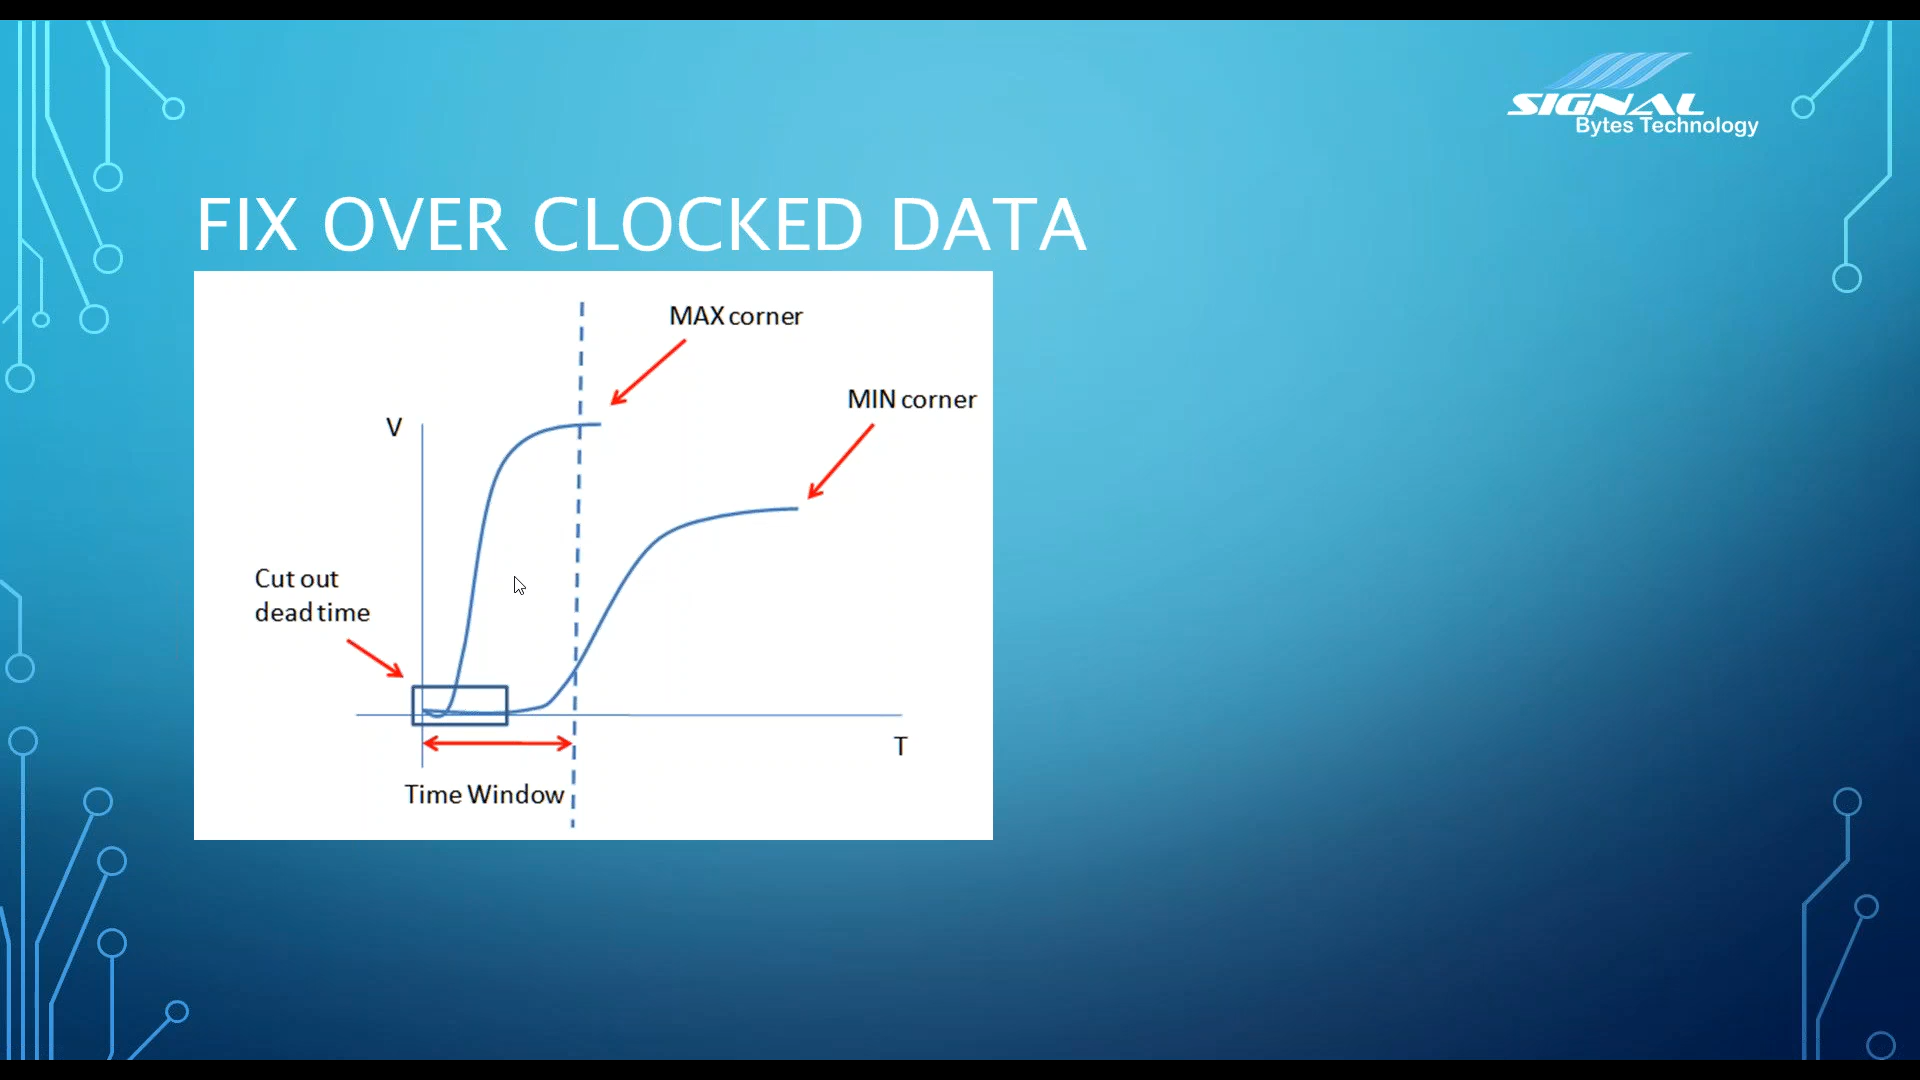 SIGNAL
Bytes Technology
FIX OVER CLOCKED DATA
MAX corner
MIN corner
V
Cut out
dead time
T
Time Window